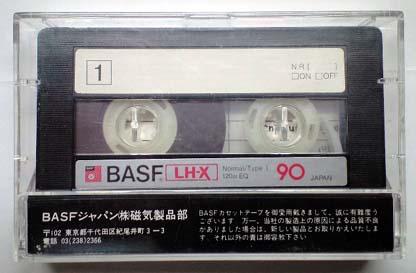 1
N.R [ ]
□ON □OFF
BASF LH-X Normal/Type I 90
120μ EQ JAPAN
BASFジャパン(株)磁気製品部
〒102 東京都千代田区紀尾井町3-3
電話 03(238)2366
BASFカセットテープを御愛用戴きまして、誠に有難度う
ございます 万一、当社の製造上の原因による品質不良
がありました場合は、新しい製品とお取りかえいたしま
す、それ以外の責は御容赦下さい